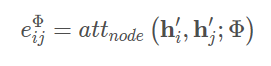 $e_{ij}^{\Phi} = att_{node} \left( \mathbf{h}_i', \mathbf{h}_j'; \Phi \right)$